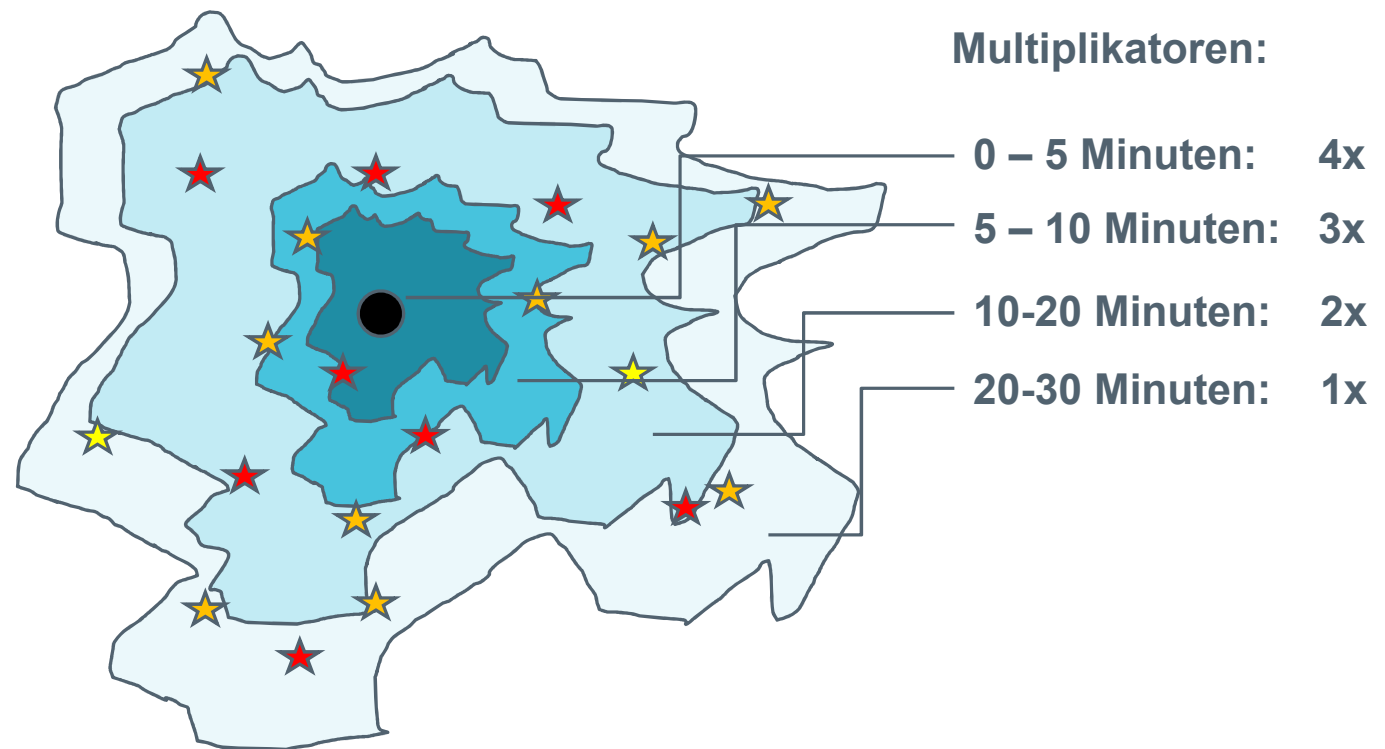 Multiplikatoren:
0 – 5 Minuten: 4x
5 – 10 Minuten: 3x
10-20 Minuten: 2x
20-30 Minuten: 1x